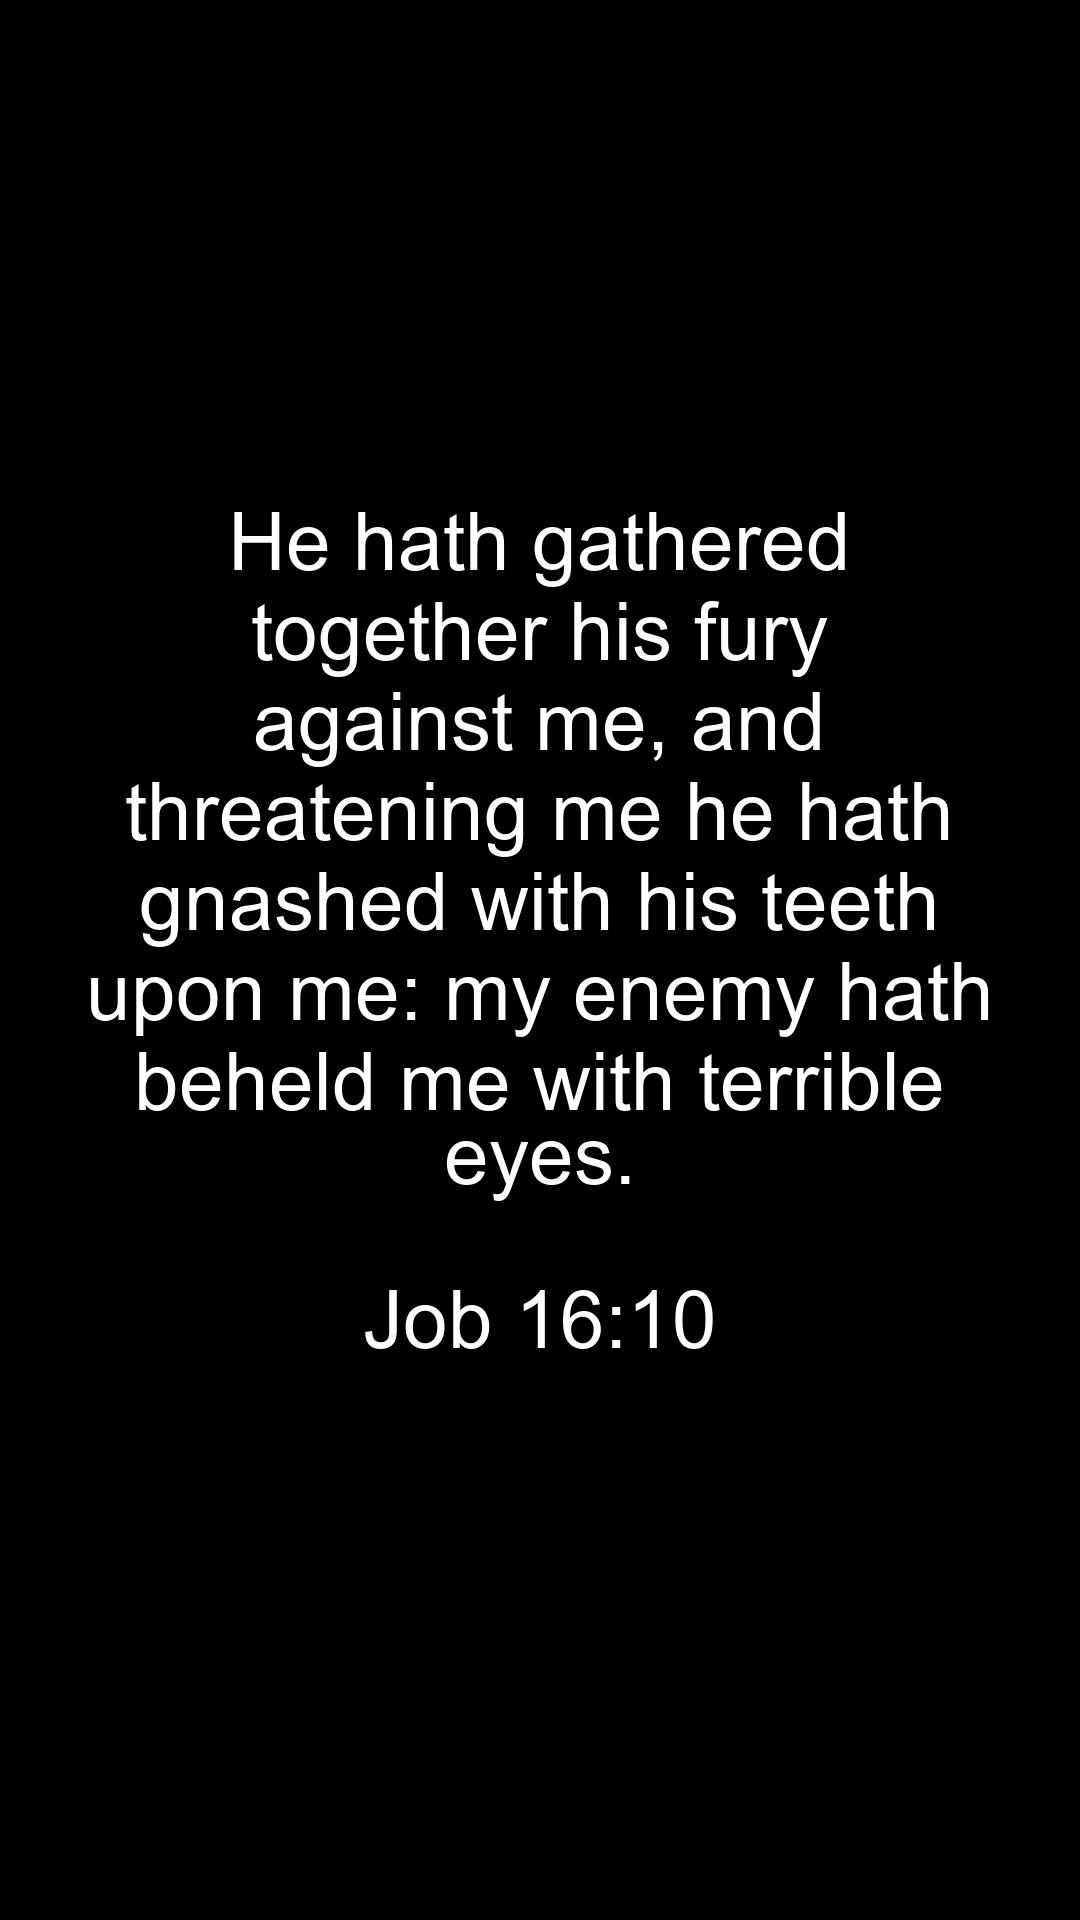 He hath gathered
together his fury
against me, and
threatening me he hath
gnashed with his teeth
upon me: my enemy hath
beheld me with terrible
eyes.
Job 16:10